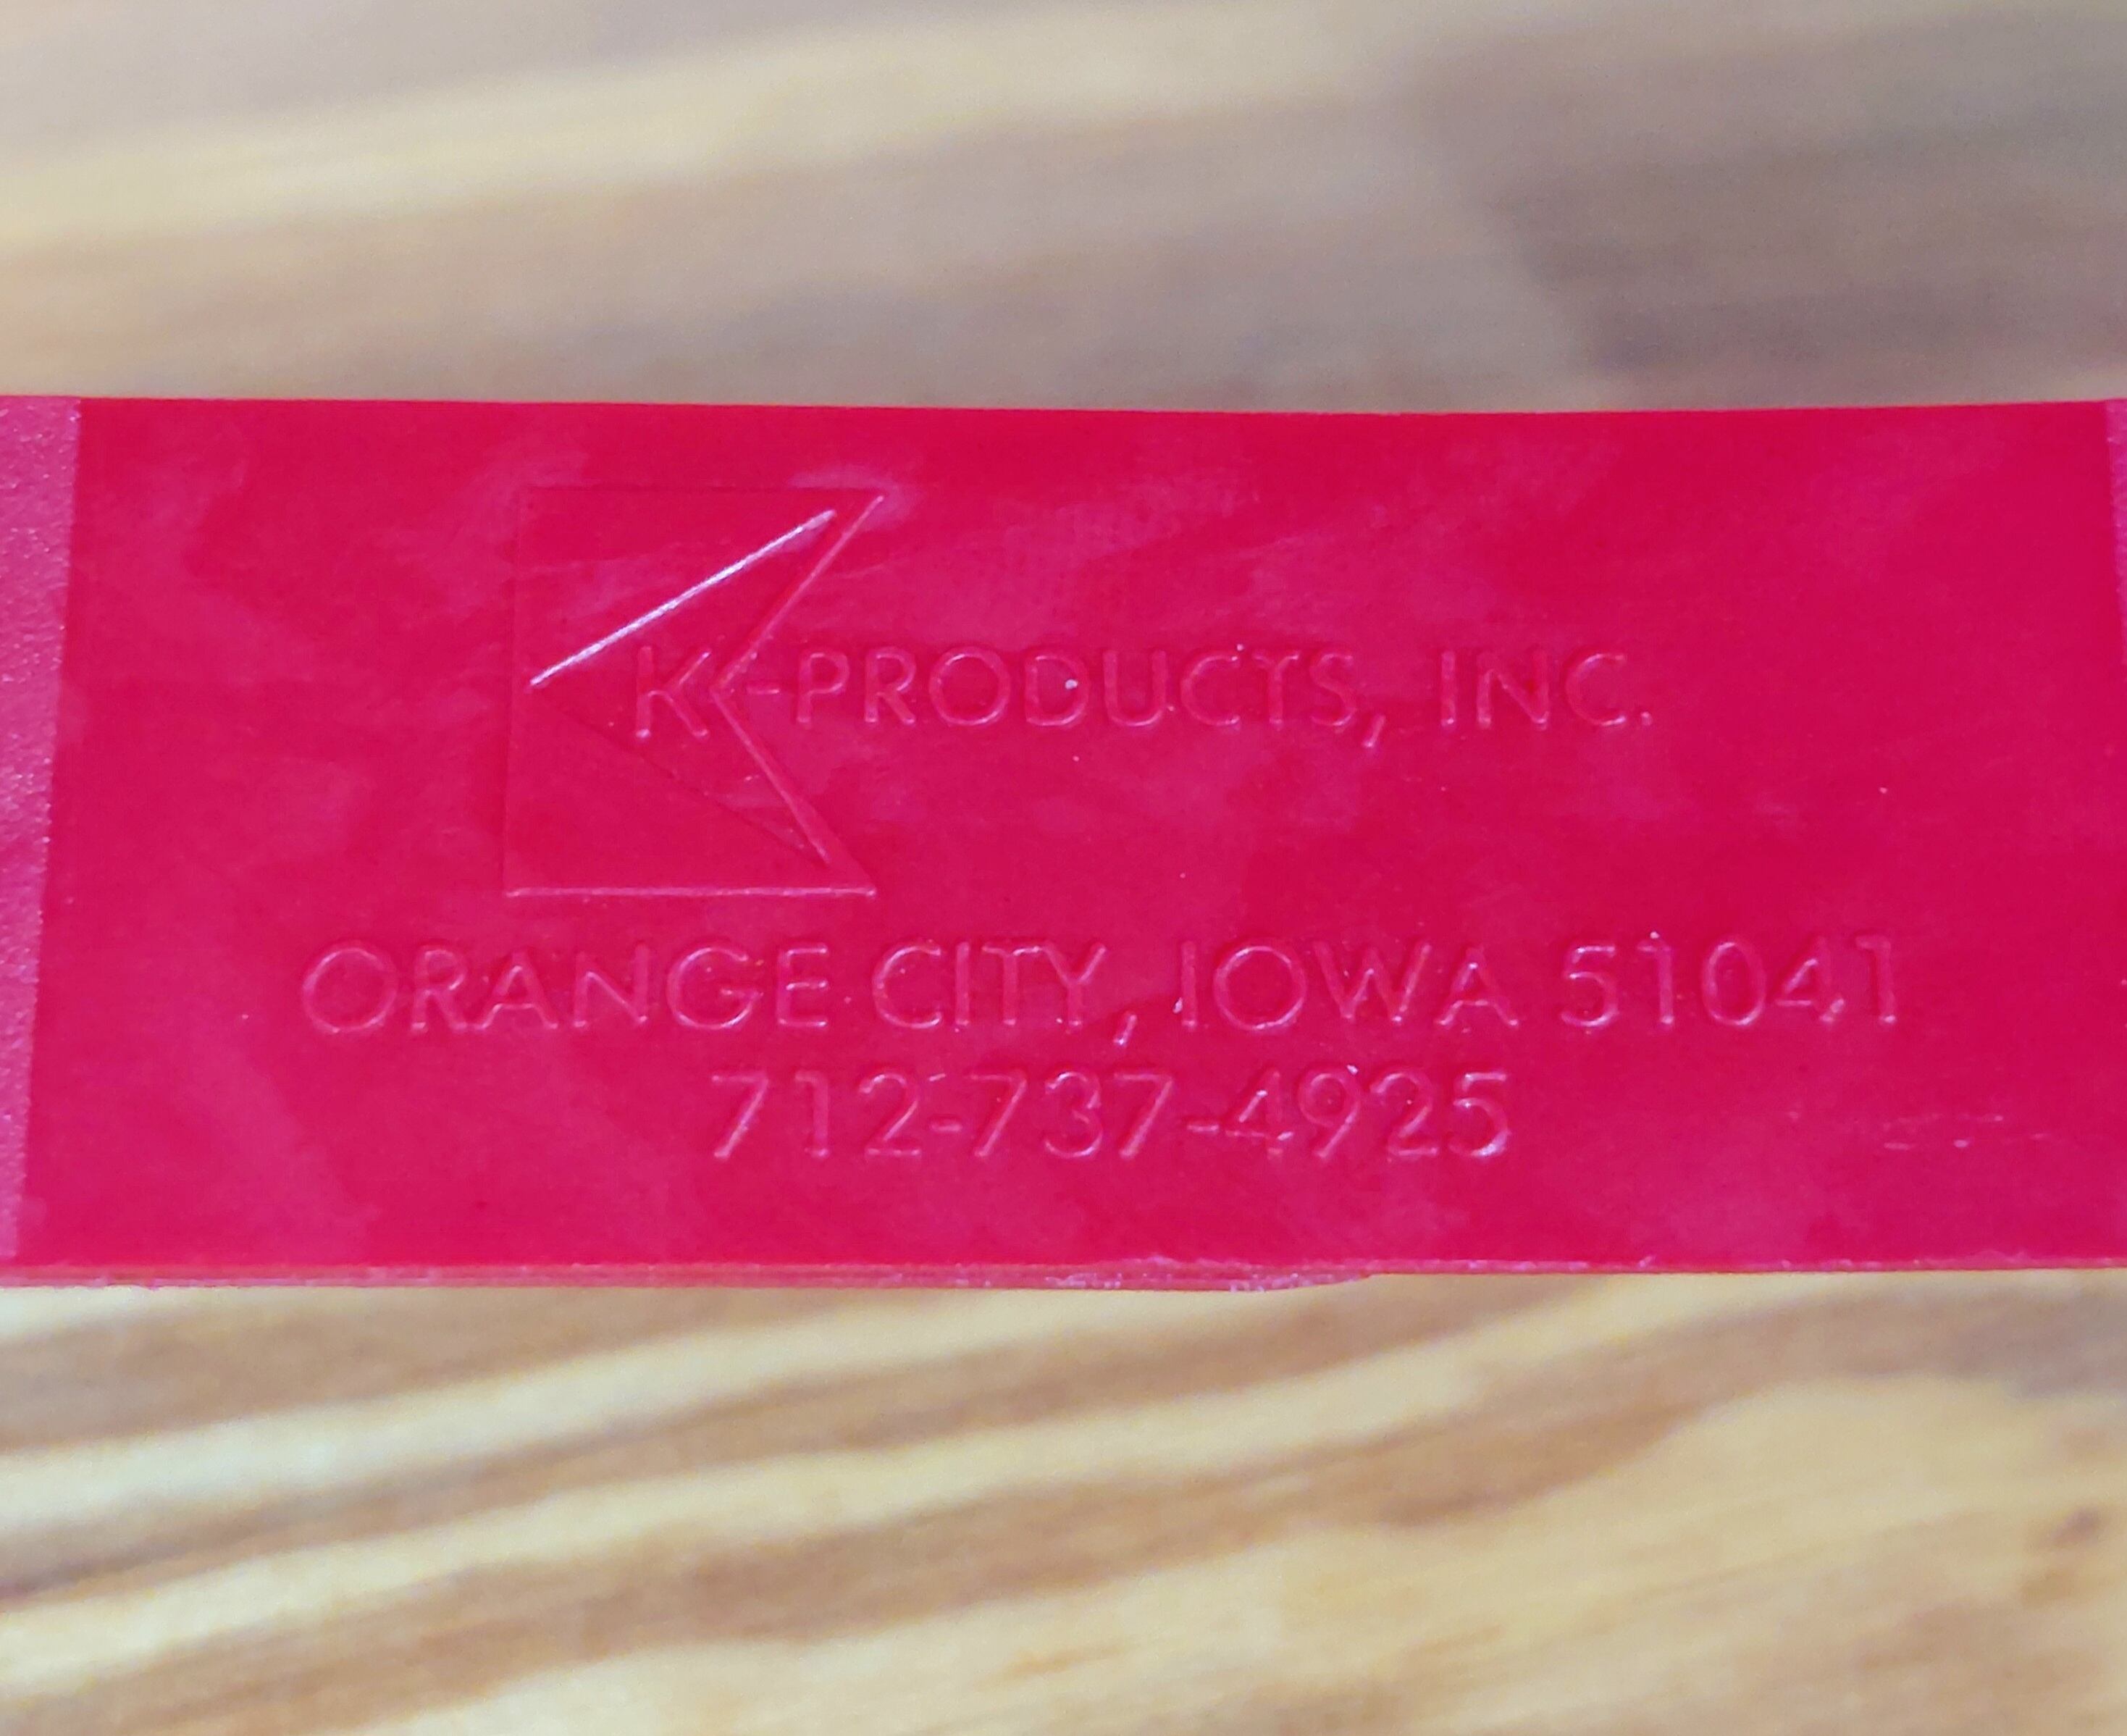 K-PRODUCTS, INC.
ORANGE CITY, IOWA 51041
712-737-4925